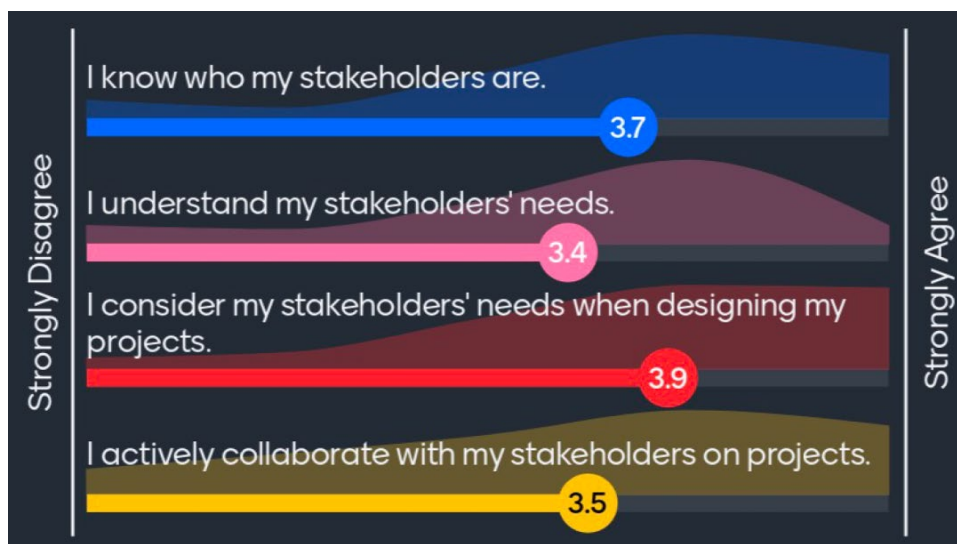 Strongly Disagree
I know who my stakeholders are.
3.7
I understand my stakeholders' needs.
3.4
I consider my stakeholders' needs when designing my
projects.
3.9
I actively collaborate with my stakeholders on projects.
3.5
Strongly Agree